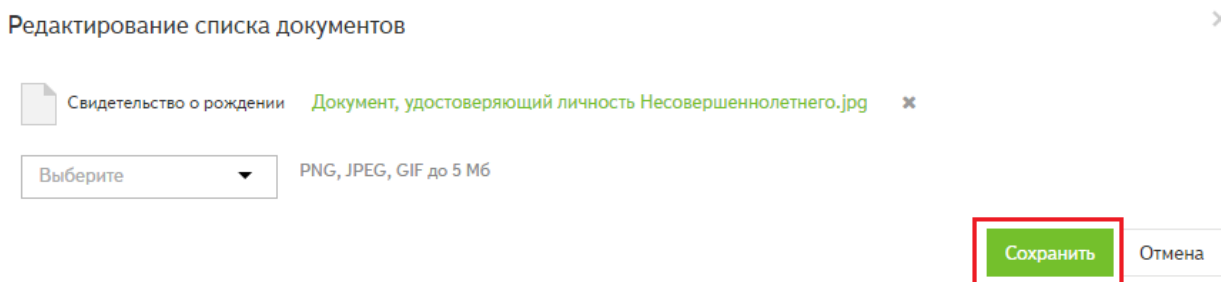 Редактирование списка документов
Свидетельство о рождении Документ, удостоверяющий личность Несовершеннолетнего.jpg
Выберите PNG, JPEG, GIF до 5 Мб
Сохранить Отмена